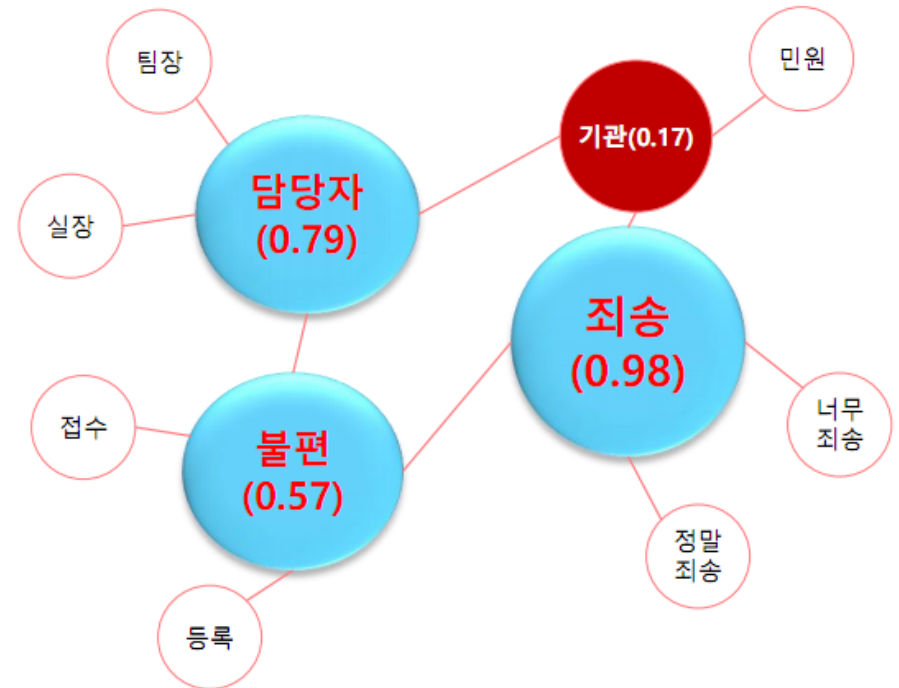 팀장
민원
기관(0.17)
담당자
(0.79)
실장
죄송
(0.98)
너무
죄송
접수
불편
(0.57)
정말
죄송
등록